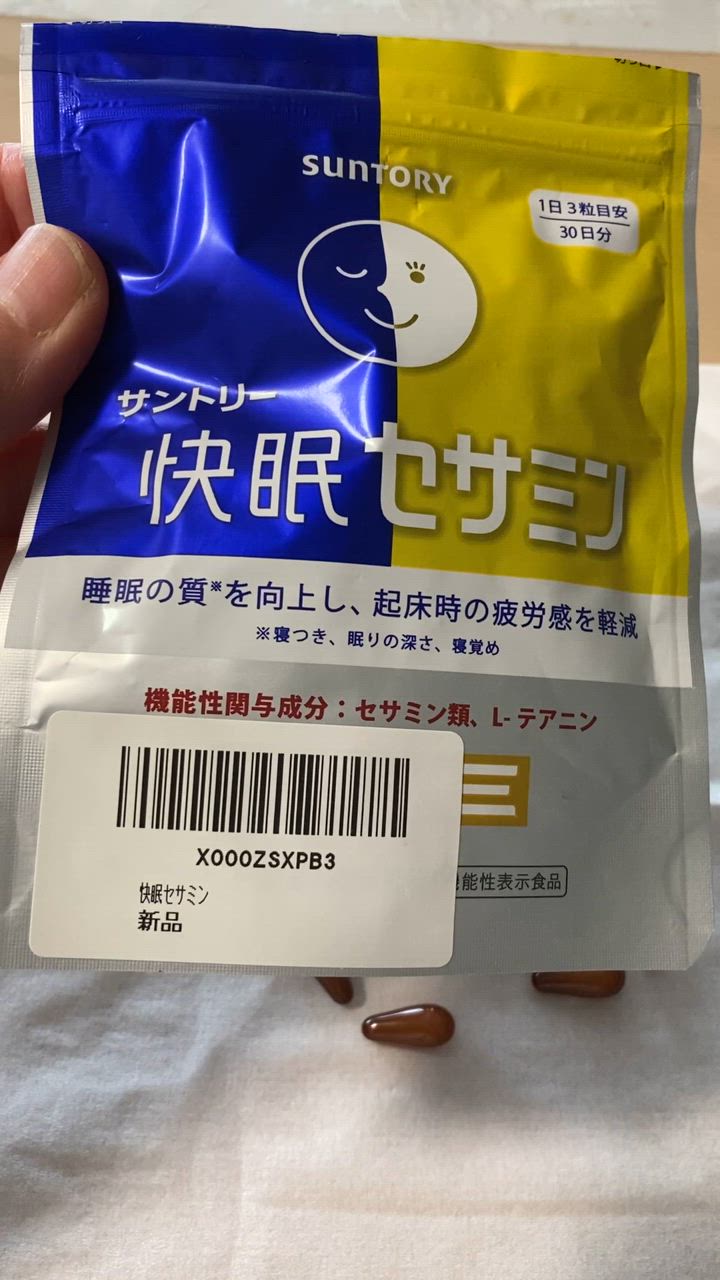 SUNTORY
1日3粒目安
30日分
サントリー
快眠セサミン
睡眠の質※を向上し、起床時の疲労感を軽減
※寝つき、眠りの深さ、寝覚め
機能性関与成分：セサミン類、L-テアニン
X000ZSXPB3
快眠セサミン
新品
能性表示食品